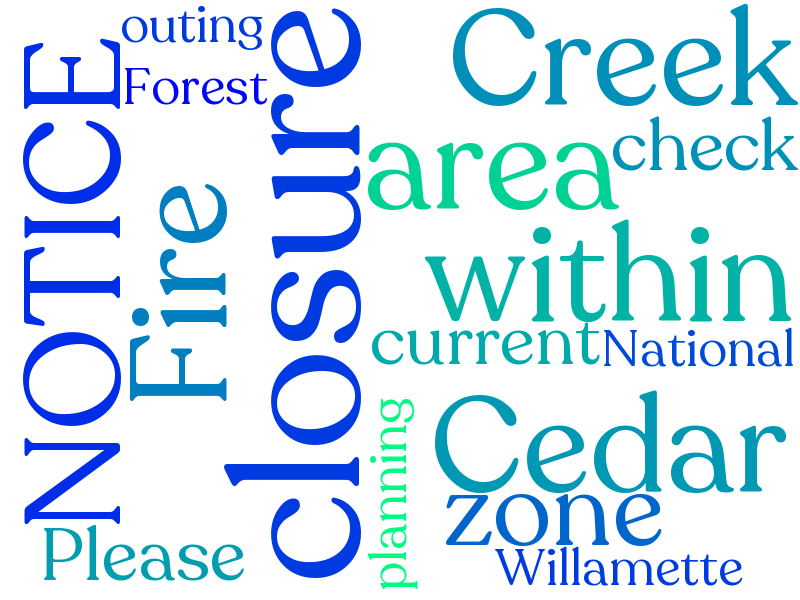 outing
Forest
NOTICE
Fire
closure
Creek
check
area
within
current
National
Cedar
planning
zone
Please
Willamette